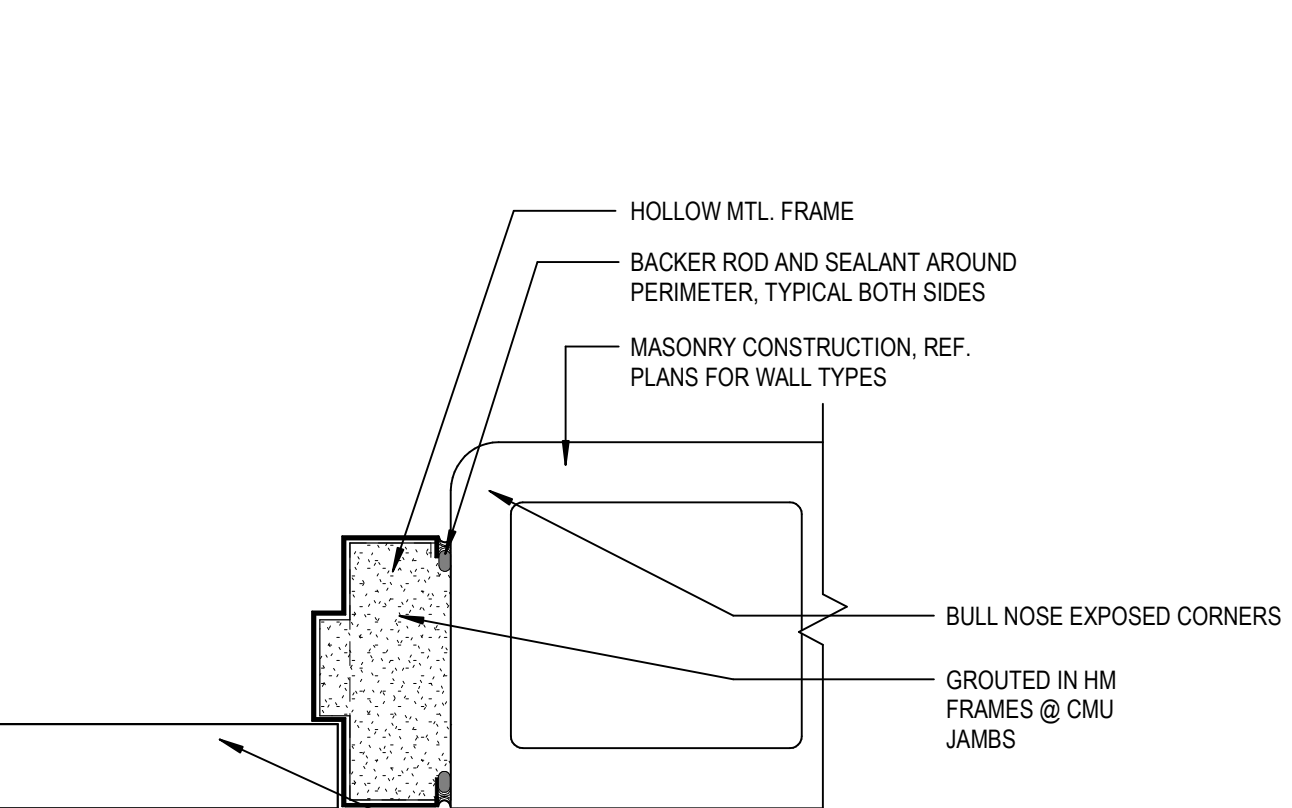 HOLLOW MTL. FRAME
BACKER ROD AND SEALANT AROUND
PERIMETER, TYPICAL BOTH SIDES
MASONRY CONSTRUCTION, REF.
PLANS FOR WALL TYPES
BULL NOSE EXPOSED CORNERS
GROUTED IN HM
FRAMES @ CMU
JAMBS